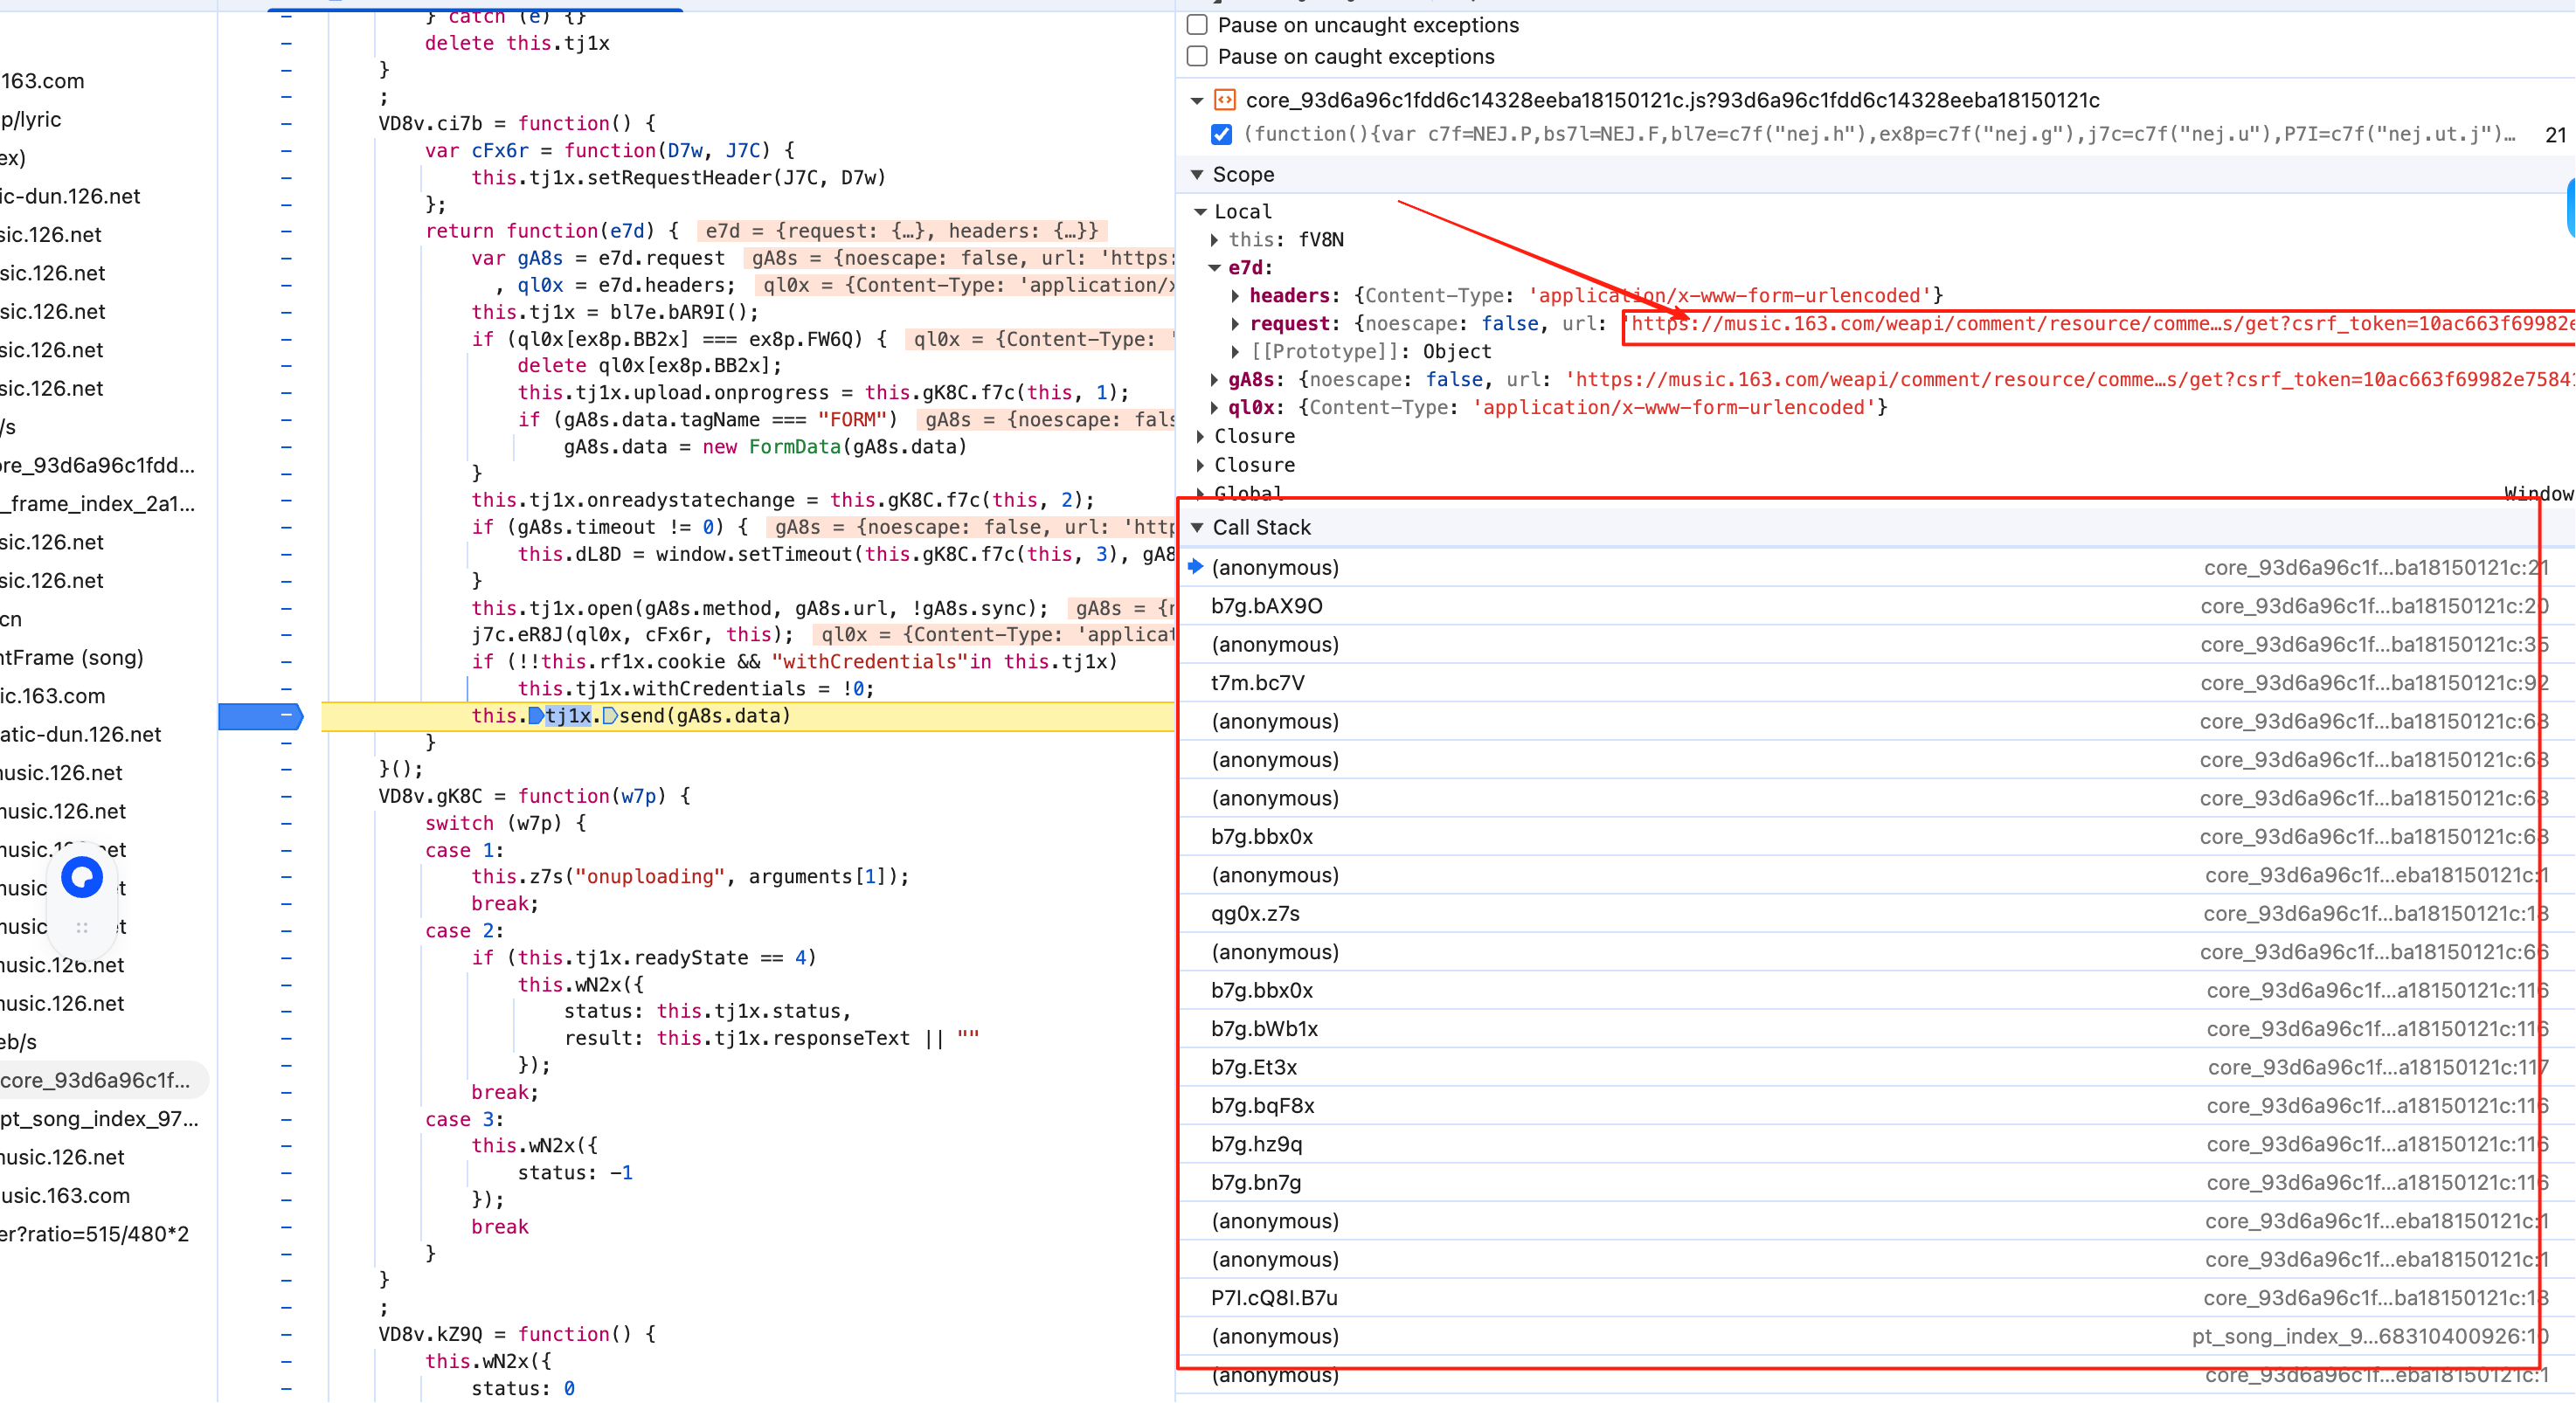 163.com
p/lyric
ex)
ic-dun.126.net
sic.126.net
sic.126.net
sic.126.net
sic.126.net
sic.126.net
/s
ore_93d6a96c1fdd...
_frame_index_2a1...
sic.126.net
sic.126.net
cn
ntFrame (song)
ic.163.com
atic-dun.126.net
nusic.126.net
nusic.126.net
nusic.126.net
nusic
nusic
nusic.126.net
nusic.126.net
eb/s
core_93d6a96c1f...
pt_song_index_97...
nusic.126.net
usic.163.com
er?ratio=515/480*2
} catch (e) {}
delete this.tj1x
}
;
VD8v.ci7b = function() {
var cFx6r = function(D7w, J7C) {
this.tj1x.setRequestHeader(J7C, D7w)
};
return function(e7d) { e7d = {request: {…}, headers: {…}}
var gA8s = e7d.request gA8s = {noescape: false, url: 'https:
, ql0x = e7d.headers; ql0x = {Content-Type: 'application/x
this.tj1x = bl7e.bAR9I();
if (ql0x[ex8p.BB2x] === ex8p.FW6Q) { ql0x = {Content-Type: '
delete ql0x[ex8p.BB2x];
this.tj1x.upload.onprogress = this.gK8C.f7c(this, 1);
if (gA8s.data.tagName === "FORM") gA8s = {noescape: fals
gA8s.data = new FormData(gA8s.data)
}
this.tj1x.onreadystatechange = this.gK8C.f7c(this, 2);
if (gA8s.timeout != 0) { gA8s = {noescape: false, url: 'http
this.dL8D = window.setTimeout(this.gK8C.f7c(this, 3), gA8
}
this.tj1x.open(gA8s.method, gA8s.url, !gA8s.sync); gA8s = {n
j7c.eR8J(ql0x, cFx6r, this); ql0x = {Content-Type: 'applicat
if (!!this.rf1x.cookie && "withCredentials"in this.tj1x)
this.tj1x.withCredentials = !0;
this.tj1x.send(gA8s.data)
}
}();
VD8v.gK8C = function(w7p) {
switch (w7p) {
case 1:
this.z7s("onuploading", arguments[1]);
break;
case 2:
if (this.tj1x.readyState == 4)
this.wN2x({
status: this.tj1x.status,
result: this.tj1x.responseText || ""
});
break;
case 3:
this.wN2x({
status: -1
});
break
}
}
;
VD8v.kZ9Q = function() {
this.wN2x({
status: 0
Pause on uncaught exceptions
Pause on caught exceptions
core_93d6a96c1fdd6c14328eeba18150121c.js?93d6a96c1fdd6c14328eeba18150121c
(function(){var c7f=NEJ.P,bs7l=NEJ.F,bl7e=c7f("nej.h"),ex8p=c7f("nej.g"),j7c=c7f("nej.u"),P7I=c7f("nej.ut.j")… 21
Scope
Local
this: fV8N
e7d:
headers: {Content-Type: 'application/x-www-form-urlencoded'}
request: {noescape: false, url: 'https://music.163.com/weapi/comment/resource/comme…s/get?csrf_token=10ac663f69982e
[[Prototype]]: Object
gA8s: {noescape: false, url: 'https://music.163.com/weapi/comment/resource/comme…s/get?csrf_token=10ac663f69982e7584
ql0x: {Content-Type: 'application/x-www-form-urlencoded'}
Closure
Closure
Global Window
Call Stack
(anonymous) core_93d6a96c1f…ba18150121c:21
b7g.bAX9O core_93d6a96c1f…ba18150121c:20
(anonymous) core_93d6a96c1f…ba18150121c:35
t7m.bc7V core_93d6a96c1f…ba18150121c:92
(anonymous) core_93d6a96c1f…ba18150121c:68
(anonymous) core_93d6a96c1f…ba18150121c:68
(anonymous) core_93d6a96c1f…ba18150121c:68
b7g.bbx0x core_93d6a96c1f…ba18150121c:68
(anonymous) core_93d6a96c1f…eba18150121c:1
qg0x.z7s core_93d6a96c1f…ba18150121c:18
(anonymous) core_93d6a96c1f…ba18150121c:66
b7g.bbx0x core_93d6a96c1f…a18150121c:116
b7g.bWb1x core_93d6a96c1f…a18150121c:116
b7g.Et3x core_93d6a96c1f…a18150121c:117
b7g.bqF8x core_93d6a96c1f…a18150121c:116
b7g.hz9q core_93d6a96c1f…a18150121c:116
b7g.bn7g core_93d6a96c1f…a18150121c:116
(anonymous) core_93d6a96c1f…eba18150121c:1
(anonymous) core_93d6a96c1f…eba18150121c:1
P7I.cQ8I.B7u core_93d6a96c1f…ba18150121c:18
(anonymous) pt_song_index_9…68310400926:10
(anonymous) core_93d6a96c1f…eba18150121c:1